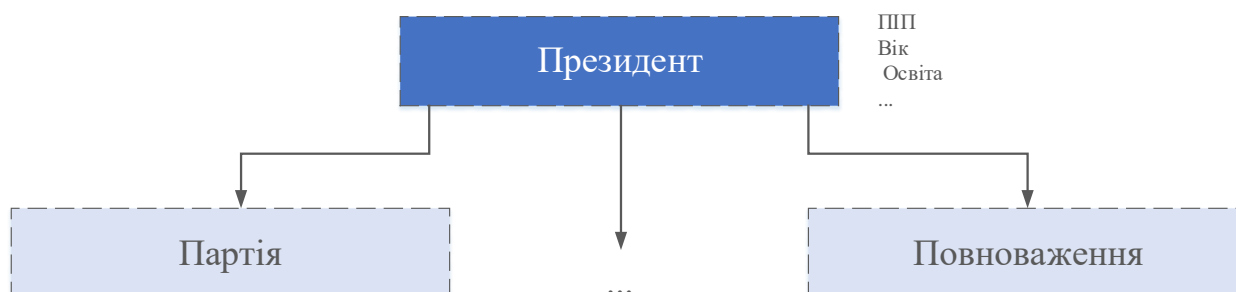 Президент
ПІП
Вік
Освіта
...
Партія
...
Повноваження